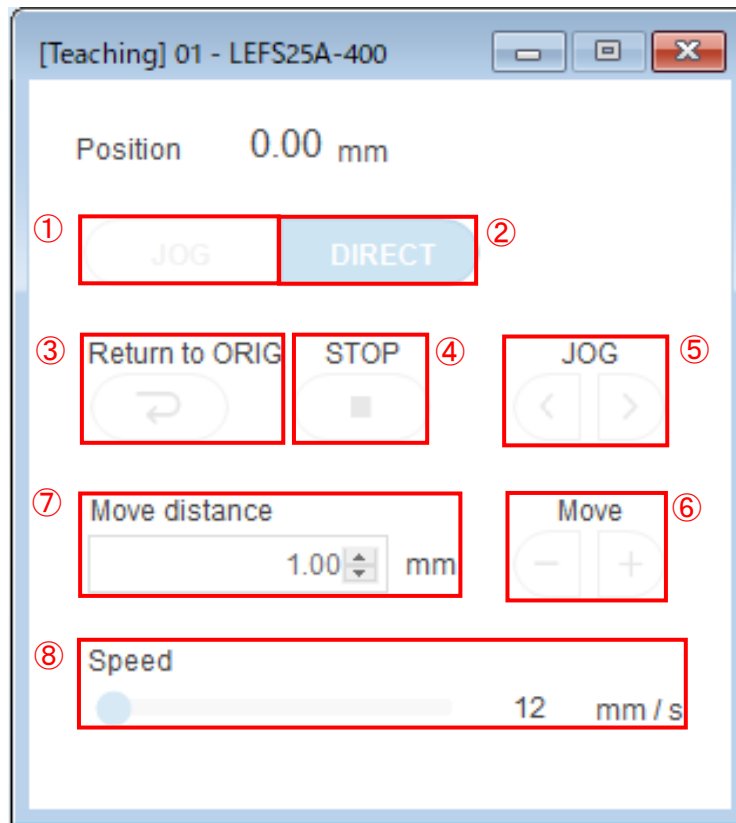 [Teaching] 01 - LEFS25A-400
Position 0.00 mm
① JOG DIRECT ②
③ Return to ORIG STOP ④ JOG ⑤
⑦ Move distance Move ⑥
1.00 mm
⑧ Speed
12 mm / s